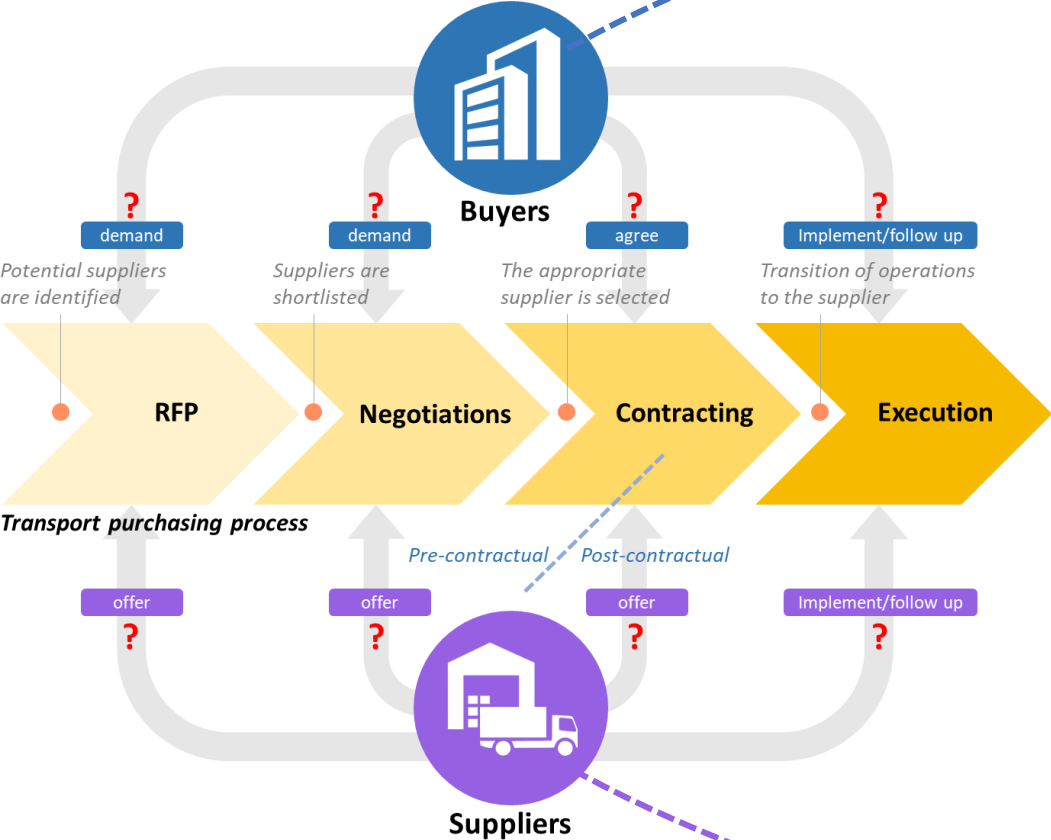 Buyers
?
?
?
?
demand
demand
agree
Implement/follow up
Potential suppliers
are identified
Suppliers are
shortlisted
The appropriate
supplier is selected
Transition of operations
to the supplier
RFP
Negotiations
Contracting
Execution
Transport purchasing process
Pre-contractual
Post-contractual
offer
offer
offer
Implement/follow up
?
?
?
?
Suppliers